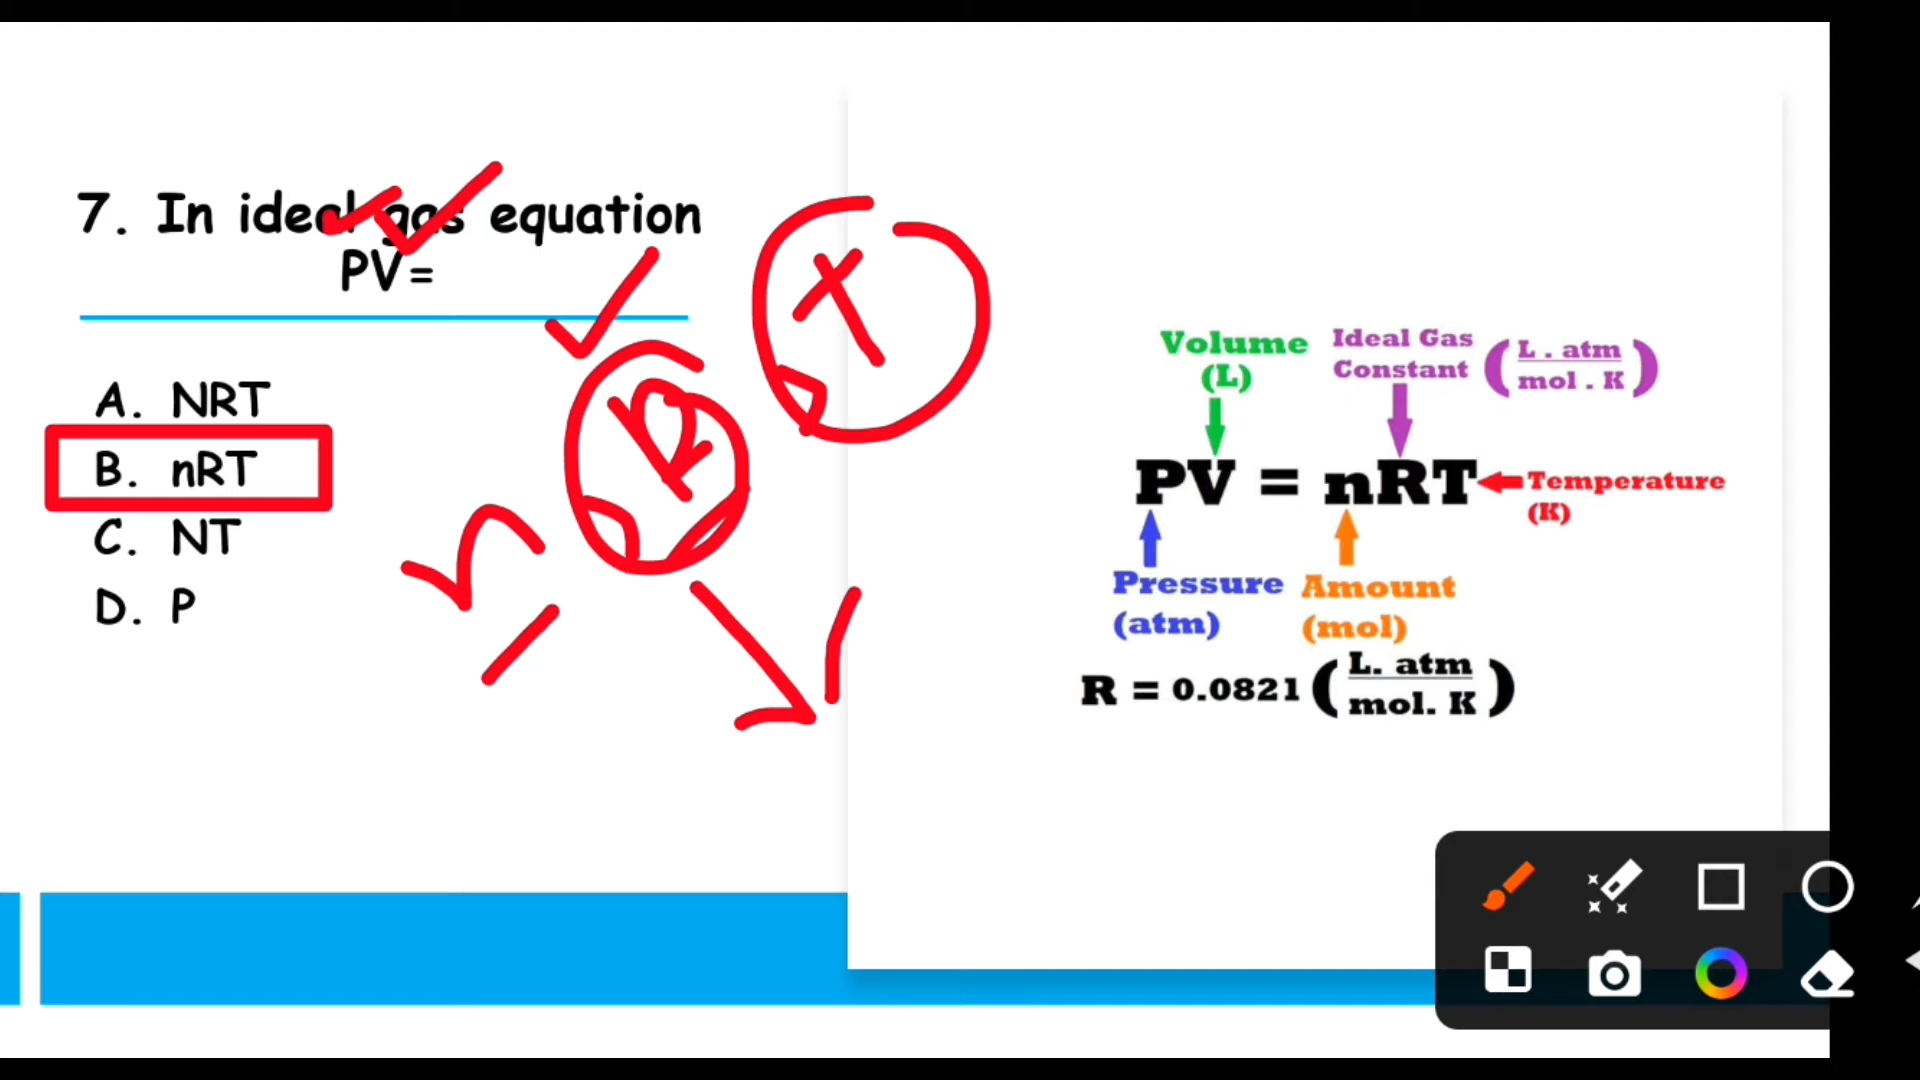 7. In ideal gas equation
PV=
A. NRT
B. nRT
C. NT
D. P
n
R
T
Volume
(L)
Ideal Gas
Constant
( L . atm
mol . K )
PV = nRT
Temperature
(K)
Pressure
(atm)
Amount
(mol)
R = 0.0821 ( L. atm
mol. K )